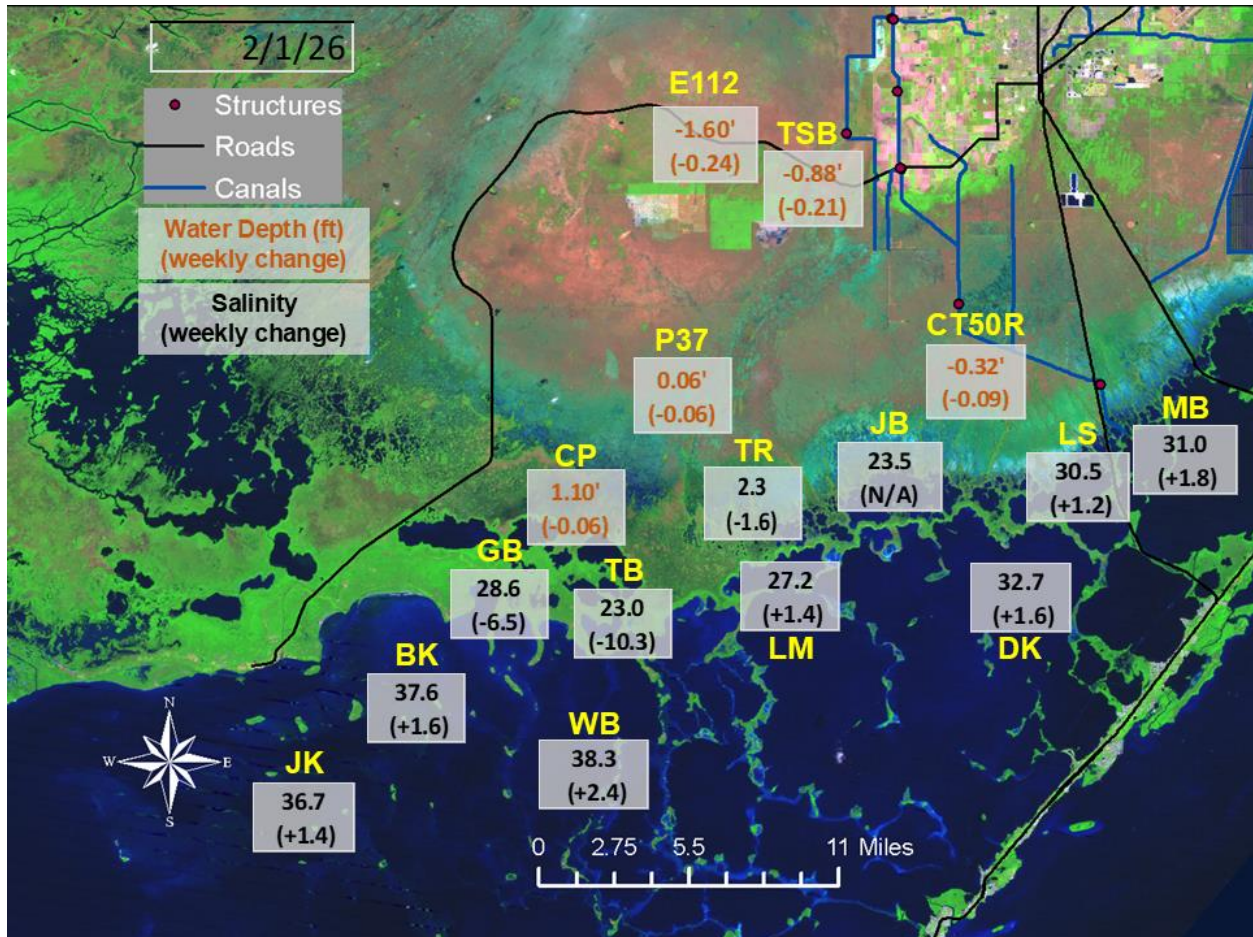 2/1/26
Structures
Roads
Canals
Water Depth (ft)
(weekly change)
Salinity
(weekly change)
E112
-1.60'
(-0.24)
TSB
-0.88'
(-0.21)
P37
0.06'
(-0.06)
CT50R
-0.32'
(-0.09)
CP
1.10'
(-0.06)
TR
2.3
(-1.6)
JB
23.5
(N/A)
LS
30.5
(+1.2)
MB
31.0
(+1.8)
GB
28.6
(-6.5)
TB
23.0
(-10.3)
27.2
(+1.4)
LM
32.7
(+1.6)
DK
BK
37.6
(+1.6)
WB
38.3
(+2.4)
JK
36.7
(+1.4)
N
W E
S
0 2.75 5.5 11 Miles